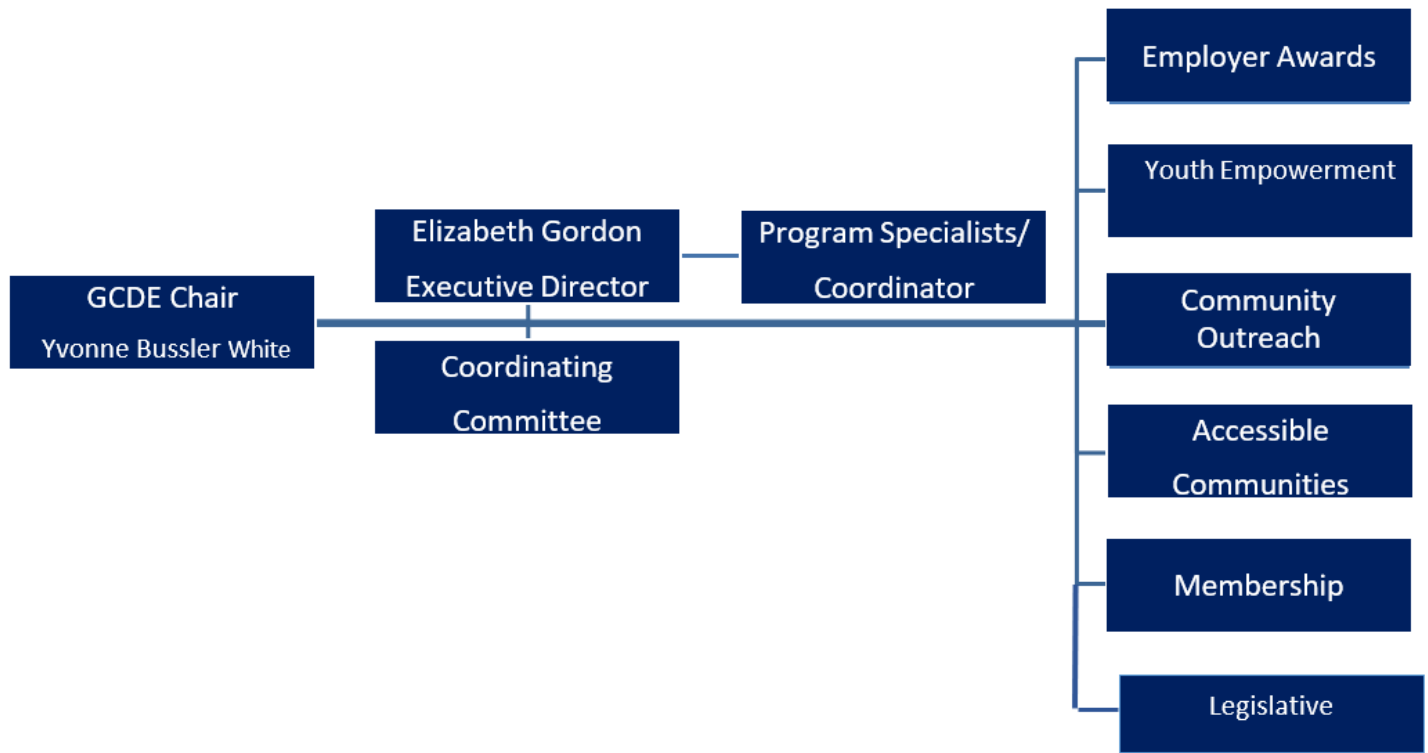 GCDE Chair
Yvonne Bussler White
Elizabeth Gordon
Executive Director
Coordinating
Committee
Program Specialists/
Coordinator
Employer Awards
Youth Empowerment
Community
Outreach
Accessible
Communities
Membership
Legislative